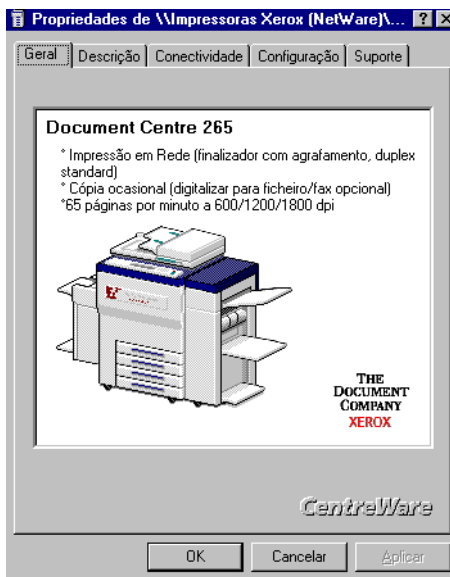 Propriedades de \\Impressoras Xerox (NetWare)\...
Geral Descrição Conectividade Configuração Suporte
Document Centre 265
* Impressão em Rede (finalizador com agrafamento, duplex
standard)
* Cópia ocasional (digitalizar para ficheiro/fax opcional)
*65 páginas por minuto a 600/1200/1800 dpi
THE
DOCUMENT
COMPANY
XEROX
CentreWare
OK Cancelar Aplicar